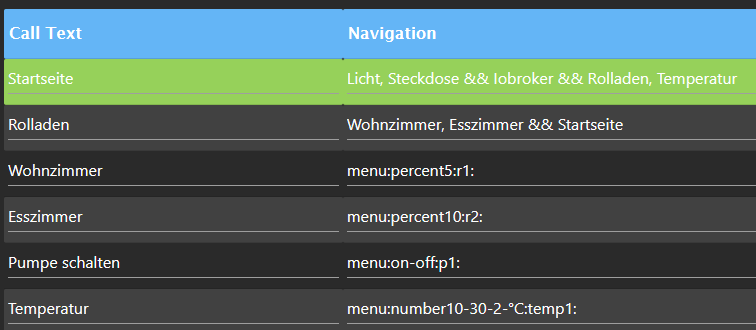 Call Text Navigation
Startseite Licht, Steckdose && Iobroker && Rolladen, Temperatur
Rolladen Wohnzimmer, Esszimmer && Startseite
Wohnzimmer menu:percent5:r1:
Esszimmer menu:percent10:r2:
Pumpe schalten menu:on-off:p1:
Temperatur menu:number10-30-2-°C:temp1: